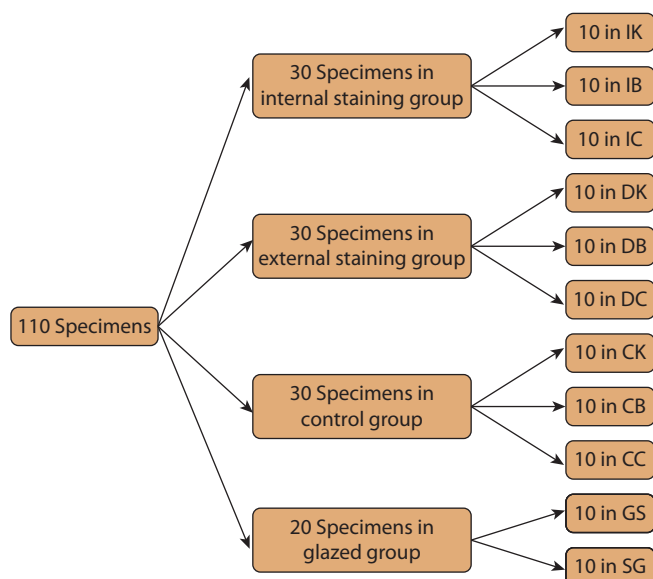 110 Specimens
30 Specimens in
internal staining group
10 in IK
10 in IB
10 in IC
30 Specimens in
external staining group
10 in DK
10 in DB
10 in DC
30 Specimens in
control group
10 in CK
10 in CB
10 in CC
20 Specimens in
glazed group
10 in GS
10 in SG